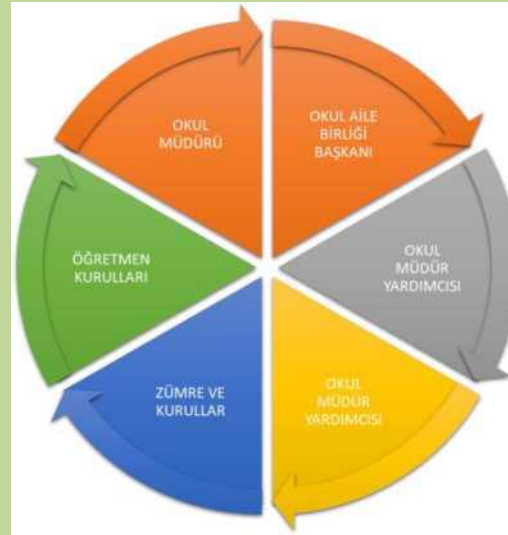 OKUL
MÜDÜRÜ
OKUL AİLE
BİRLİĞİ
BAŞKANI
OKUL
MÜDÜR
YARDIMCISI
OKUL
MÜDÜR
YARDIMCISI
ZÜMRE VE
KURULLAR
ÖĞRETMEN
KURULLARI